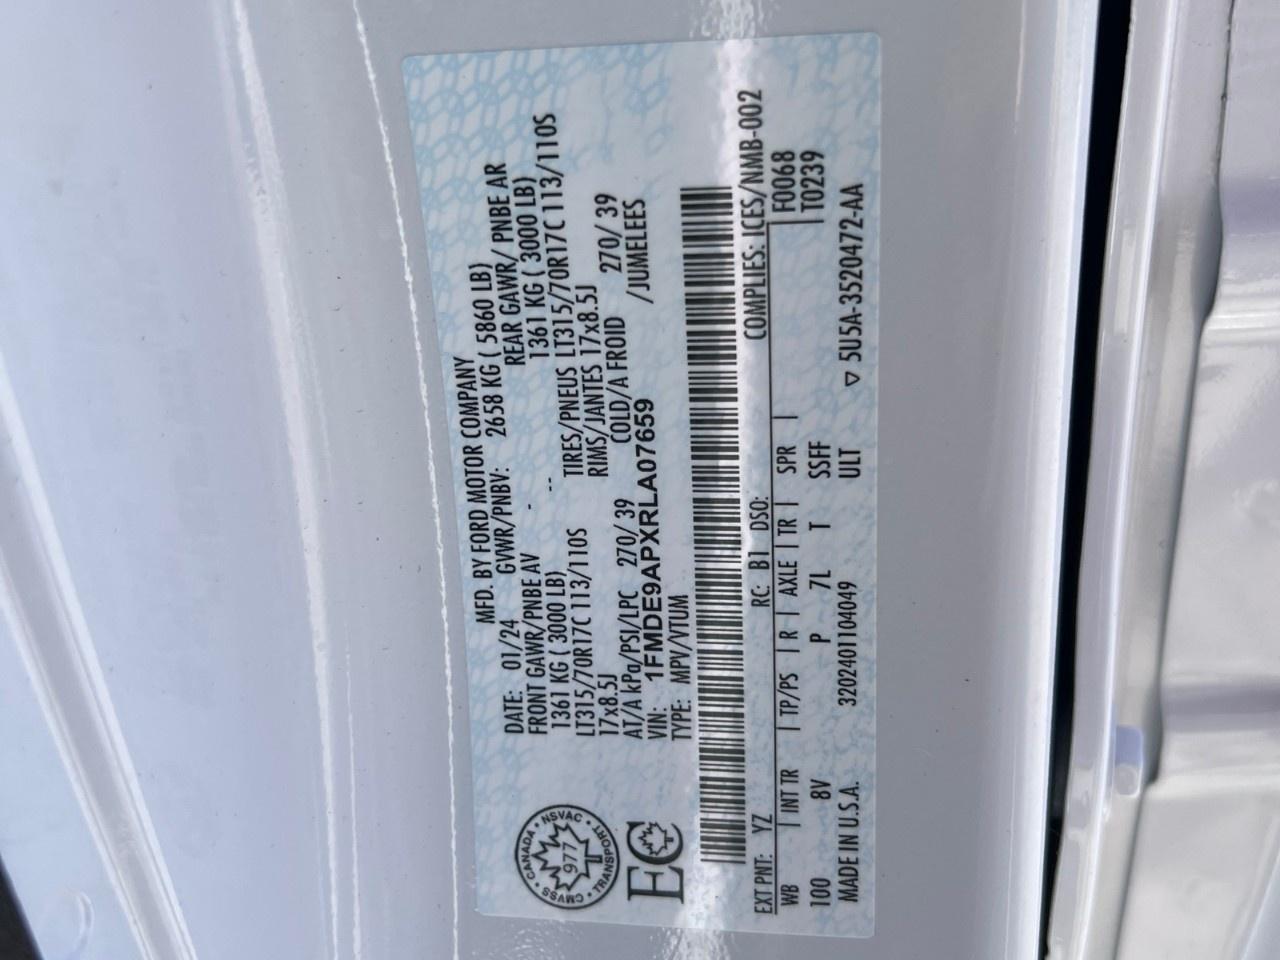 MFD. BY FORD MOTOR COMPANY
DATE: 01/24 GVWR/PNBV: 2658 KG ( 5860 LB)
FRONT GAWR/PNBE AV - REAR GAWR/ PNBE AR
1361 KG ( 3000 LB) -- 1361 KG ( 3000 LB)
LT315/70R17C 113/110S TIRES/PNEUS LT315/70R17C 113/110S
17x8.5J RIMS/JANTES 17x8.5J
AT/A kPa/PSI/LPC 270/ 39 COLD/A FROID 270/ 39
VIN: 1FMDE9APXRLA07659 /JUMELEES
TYPE: MPV/VTUM
CANADA • NSVAC • TRANSPORT • CMVSS •
977
EC
EXT PNT: YZ RC: B1 DSO: COMPLIES: ICES/NMB-002
WB | INT TR | TP/PS | R | AXLE | TR | SPR | F0068
100 8V P 7L T SSFF T0239
MADE IN U.S.A. 3202401104049 ULT ▽ 5U5A-3520472-AA